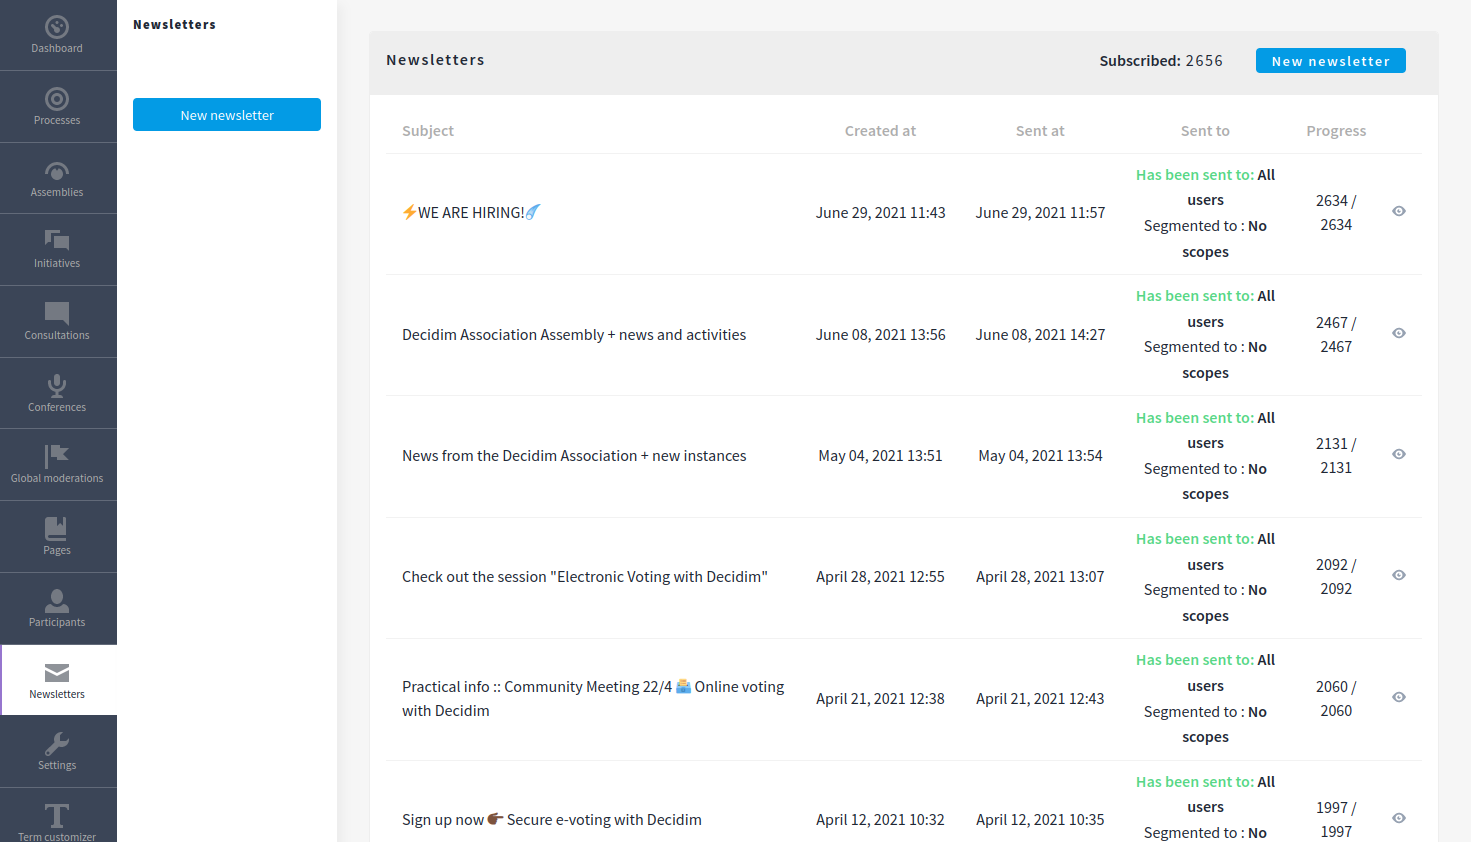 Dashboard
Processes
Assemblies
Initiatives
Consultations
Conferences
Global moderations
Pages
Participants
Newsletters
Settings
Term customizer
Newsletters
New newsletter
Newsletters
Subscribed: 2656
New newsletter
Subject Created at Sent at Sent to Progress
⚡WE ARE HIRING!☄️ June 29, 2021 11:43 June 29, 2021 11:57
Has been sent to: All
users
Segmented to : No
scopes
2634 /
2634
Decidim Association Assembly + news and activities June 08, 2021 13:56 June 08, 2021 14:27
Has been sent to: All
users
Segmented to : No
scopes
2467 /
2467
News from the Decidim Association + new instances May 04, 2021 13:51 May 04, 2021 13:54
Has been sent to: All
users
Segmented to : No
scopes
2131 /
2131
Check out the session "Electronic Voting with Decidim" April 28, 2021 12:55 April 28, 2021 13:07
Has been sent to: All
users
Segmented to : No
scopes
2092 /
2092
Practical info :: Community Meeting 22/4 🗳 Online voting
with Decidim
April 21, 2021 12:38 April 21, 2021 12:43
Has been sent to: All
users
Segmented to : No
scopes
2060 /
2060
Sign up now 👉🏾 Secure e-voting with Decidim April 12, 2021 10:32 April 12, 2021 10:35
Has been sent to: All
users
Segmented to : No
1997 /
1997